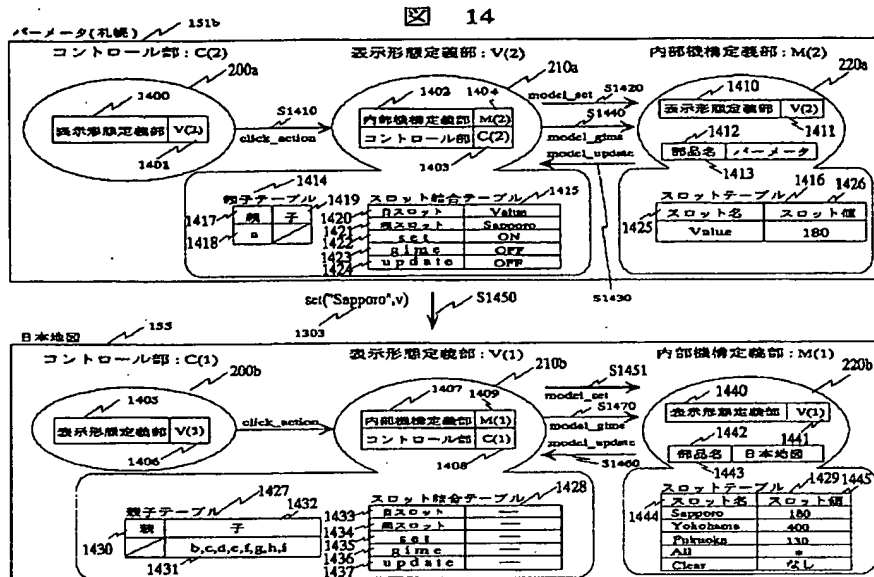 図 14
パーメータ(札幌) 151b
コントロール部:C(2) 表示形態定義部:V(2) 内部機構定義部:M(2)
200a 210a 220a
1400 表示形態定義部 V(2) 1401
S1410 click_action
1402 1404 内部機構定義部 M(2)
コントロール部 C(2) 1403
model_set S1420
S1440 model_gime
model_update S1430
1410 表示形態定義部 V(2) 1411
1412 部品名 パーメータ 1413
1414 親子テーブル 1419
1417 親 子
1418 a
スロット結合テーブル 1415
1420 自スロット Value
1421 親スロット Sapporo
1422 set ON
1423 gime OFF
1424 update OFF
スロットテーブル 1416 1426
1425 スロット名 スロット値
Value 180
set("Sapporo",v) 1303 S1450
日本地図 155
コントロール部:C(1) 表示形態定義部:V(1) 内部機構定義部:M(1)
200b 210b 220b
1405 表示形態定義部 V(1) 1406
click_action
1407 1409 内部機構定義部 M(1)
コントロール部 C(1) 1408
S1451 model_set
S1470 model_gime
model_update S1460
1440 表示形態定義部 V(1) 1441
1442 部品名 日本地図 1443
1427 親子テーブル 1432
1430 親 子
b,c,d,e,f,g,h,i
1431
スロット結合テーブル 1428
1433 自スロット —
1434 親スロット —
1435 set —
1436 gime —
1437 update —
スロットテーブル 1429 1445
1444 スロット名 スロット値
Sapporo 180
Yokohama 400
Fukuoka 130
All *
Clear なし